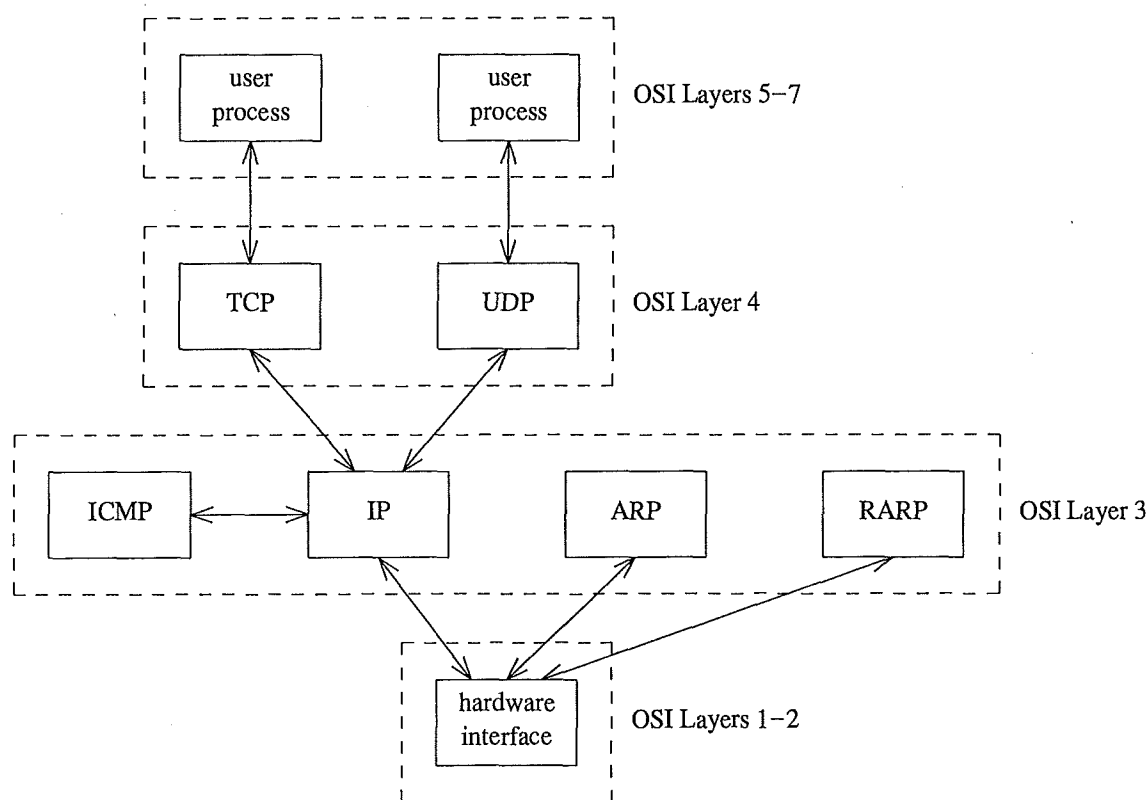 user
process
user
process
OSI Layers 5−7
TCP
UDP
OSI Layer 4
ICMP
IP
ARP
RARP
OSI Layer 3
hardware
interface
OSI Layers 1−2